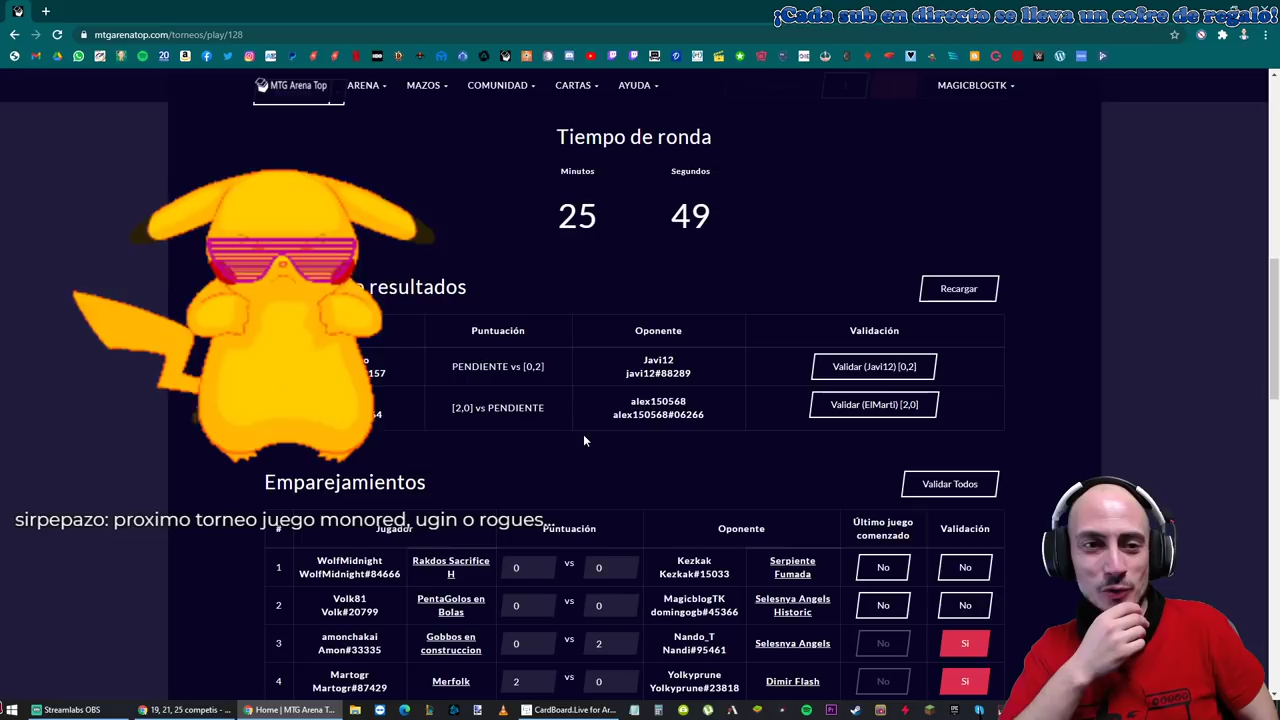 ¡Cada sub en directo se lleva un cofre de regalo!
mtgarenatop.com/torneos/play/128
MTG Arena Top
ARENA
MAZOS
COMUNIDAD
CARTAS
AYUDA
MAGICBLOGTK
Tiempo de ronda
Minutos
Segundos
25
49
resultados
Recargar
Puntuación
Oponente
Validación
157
PENDIENTE vs [0,2]
Javi12
javi12#88289
Validar (Javi12) [0,2]
[2,0] vs PENDIENTE
alex150568
alex150568#06266
Validar (ElMarti) [2,0]
Emparejamientos
Validar Todos
sirpepazo: proximo torneo juego monored, ugin o rogues...
#
Jugador
Puntuación
Oponente
Último juego
comenzado
Validación
1
WolfMidnight
WolfMidnight#84666
Rakdos Sacrifice
H
0
vs
0
Kezkak
Kezkak#15033
Serpiente
Fumada
No
No
2
Volk81
Volk#20799
PentaGolos en
Bolas
0
vs
0
MagicblogTK
domingogb#45366
Selesnya Angels
Historic
No
No
3
amonchakai
Amon#33335
Gobbos en
construccion
0
vs
2
Nando_T
Nandi#95461
Selesnya Angels
No
Si
4
Martogr
Martogr#87429
Merfolk
2
vs
0
Yolkyprune
Yolkyprune#23818
Dimir Flash
No
Si
Streamlabs OBS
19, 21, 25 competis - ...
Home | MTG Arena T...
CardBoard.Live for Ar...